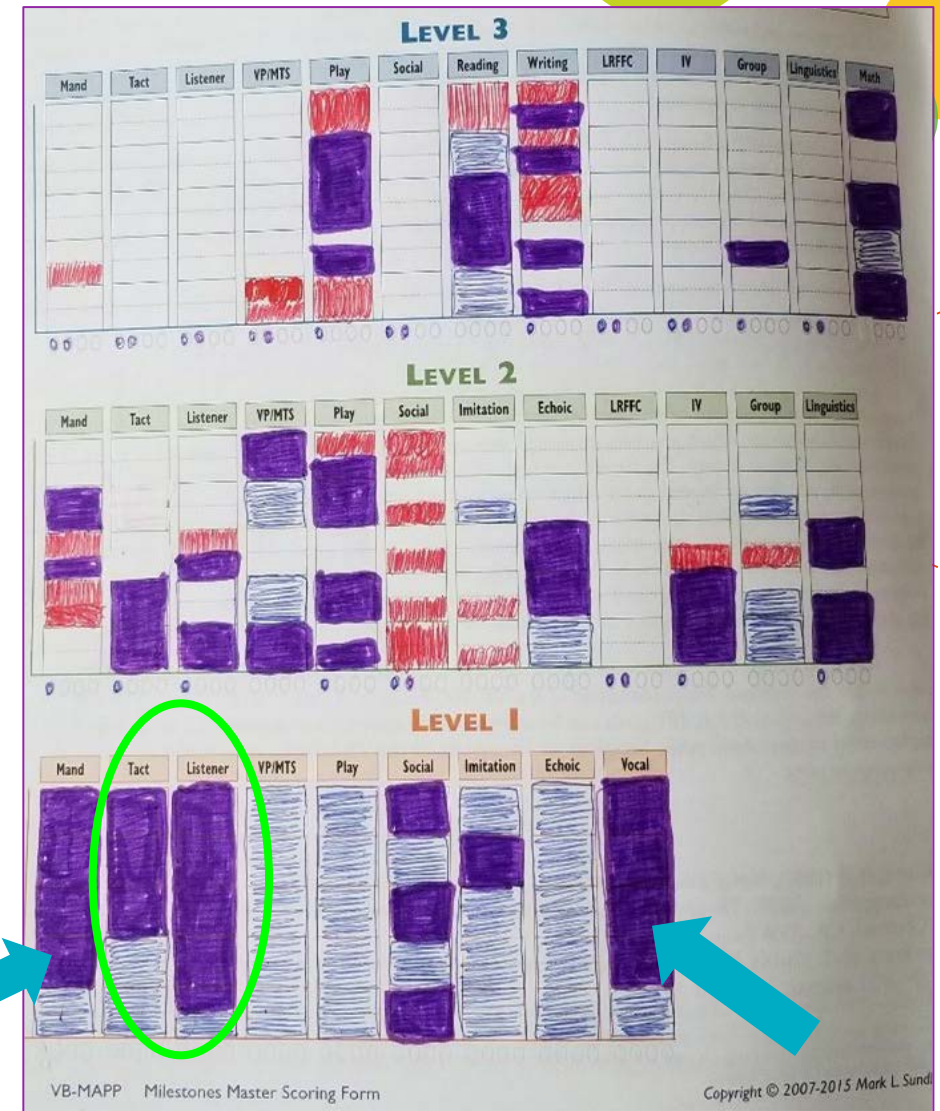 LEVEL 3
Mand Tact Listener VP/MTS Play Social Reading Writing LRFFC IV Group Linguistics Math
LEVEL 2
Mand Tact Listener VP/MTS Play Social Imitation Echoic LRFFC IV Group Linguistics
LEVEL 1
Mand Tact Listener VP/MTS Play Social Imitation Echoic Vocal
VB-MAPP Milestones Master Scoring Form
Copyright © 2007-2015 Mark L. Sund